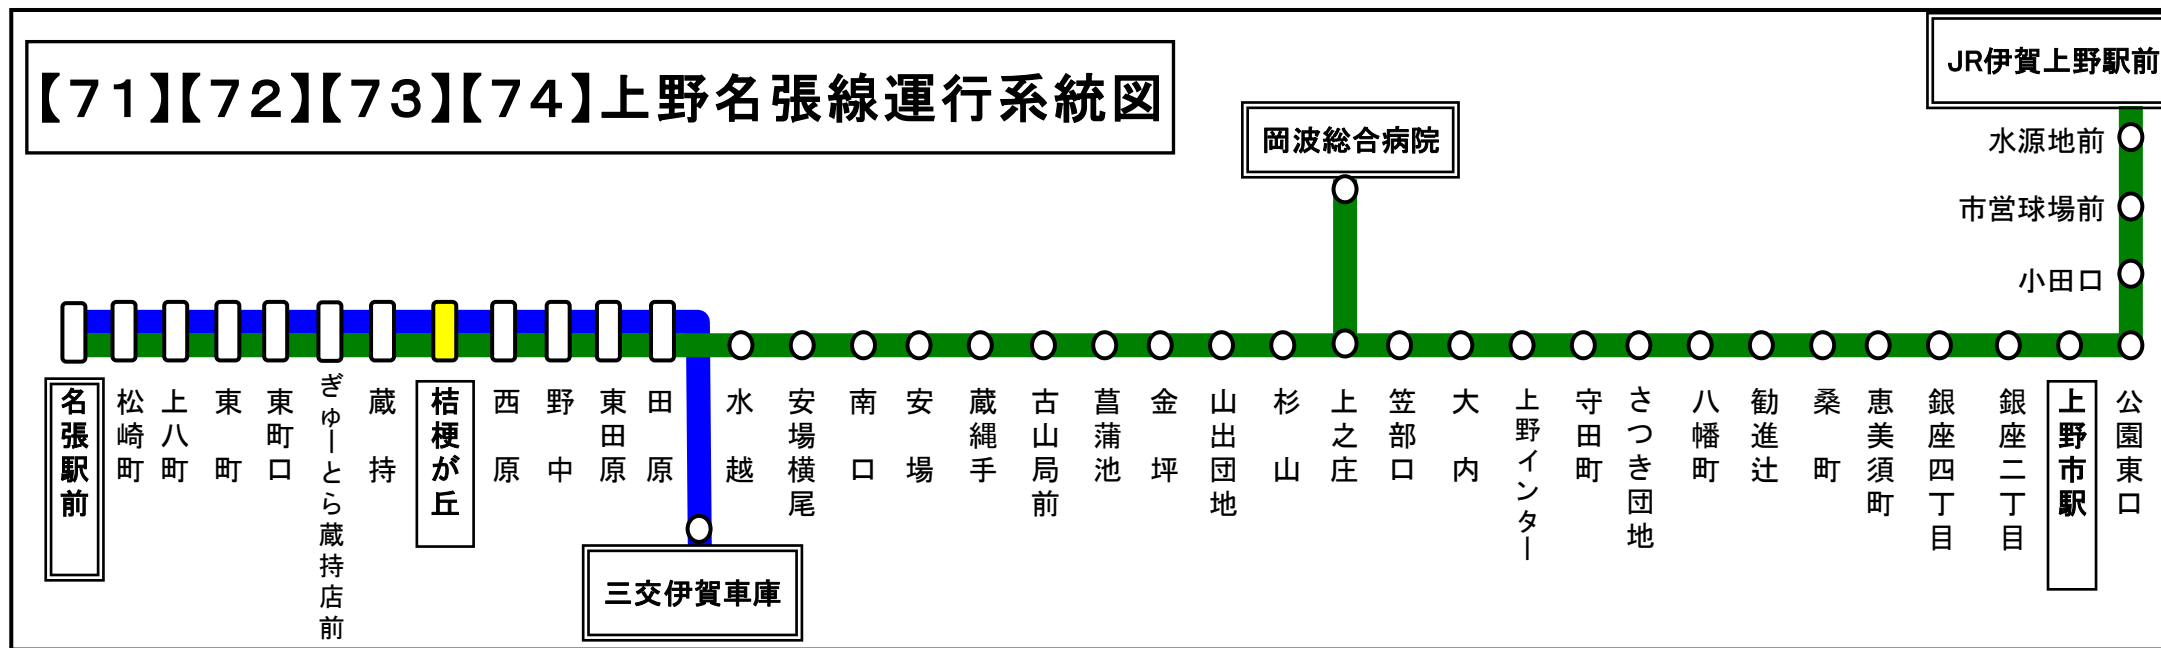 【71】【72】【73】【74】上野名張線運行系統図
JR伊賀上野駅前
岡波総合病院
水源地前
市営球場前
小田口
名張駅前
松崎町
上八町
東町
東町口
ぎゅーとら蔵持店前
蔵持
桔梗が丘
西原
野中
東田原
田原
水越
安場横尾
南口
安場
蔵縄手
古山局前
菖蒲池
金坪
山出団地
杉山
上之庄
笠部口
大内
上野インター
守田町
さつき団地
八幡町
勧進辻
桑町
恵美須町
銀座四丁目
銀座二丁目
上野市駅
公園東口
三交伊賀車庫